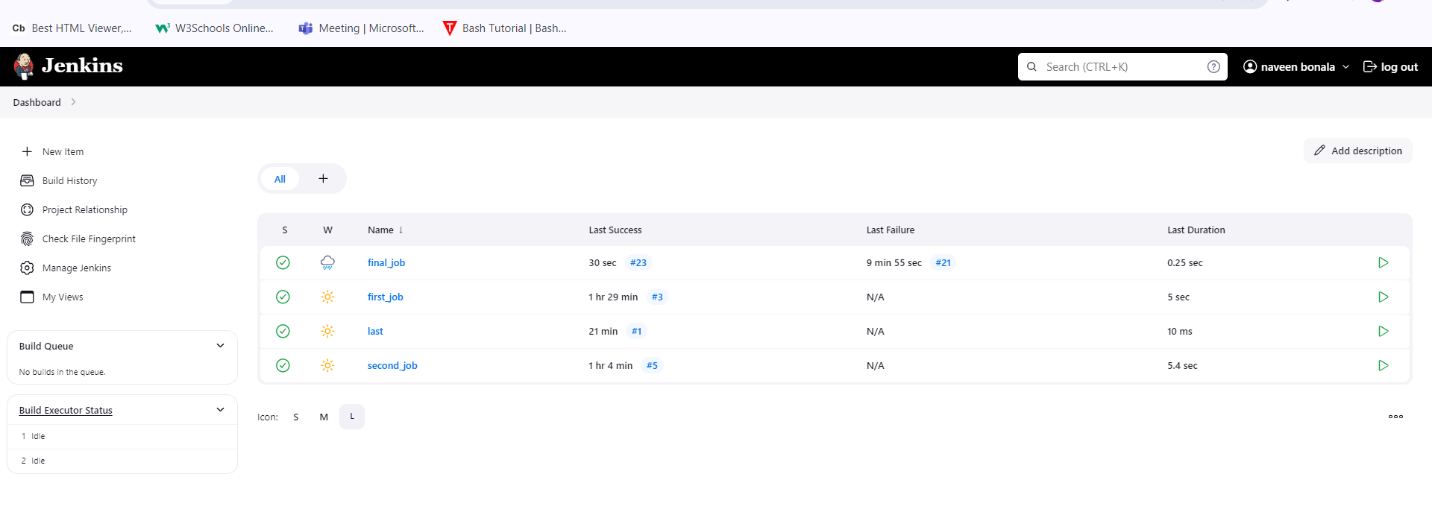 Cb Best HTML Viewer,... W3Schools Online... Meeting | Microsoft... Bash Tutorial | Bash...
Jenkins Search (CTRL+K) naveen bonala log out
Dashboard
New Item
Build History
Project Relationship
Check File Fingerprint
Manage Jenkins
My Views
Build Queue
No builds in the queue.
Build Executor Status
1 Idle
2 Idle
Add description
All +
S W Name ↓ Last Success Last Failure Last Duration
final_job 30 sec #23 9 min 55 sec #21 0.25 sec
first_job 1 hr 29 min #3 N/A 5 sec
last 21 min #1 N/A 10 ms
second_job 1 hr 4 min #5 N/A 5.4 sec
Icon: S M L